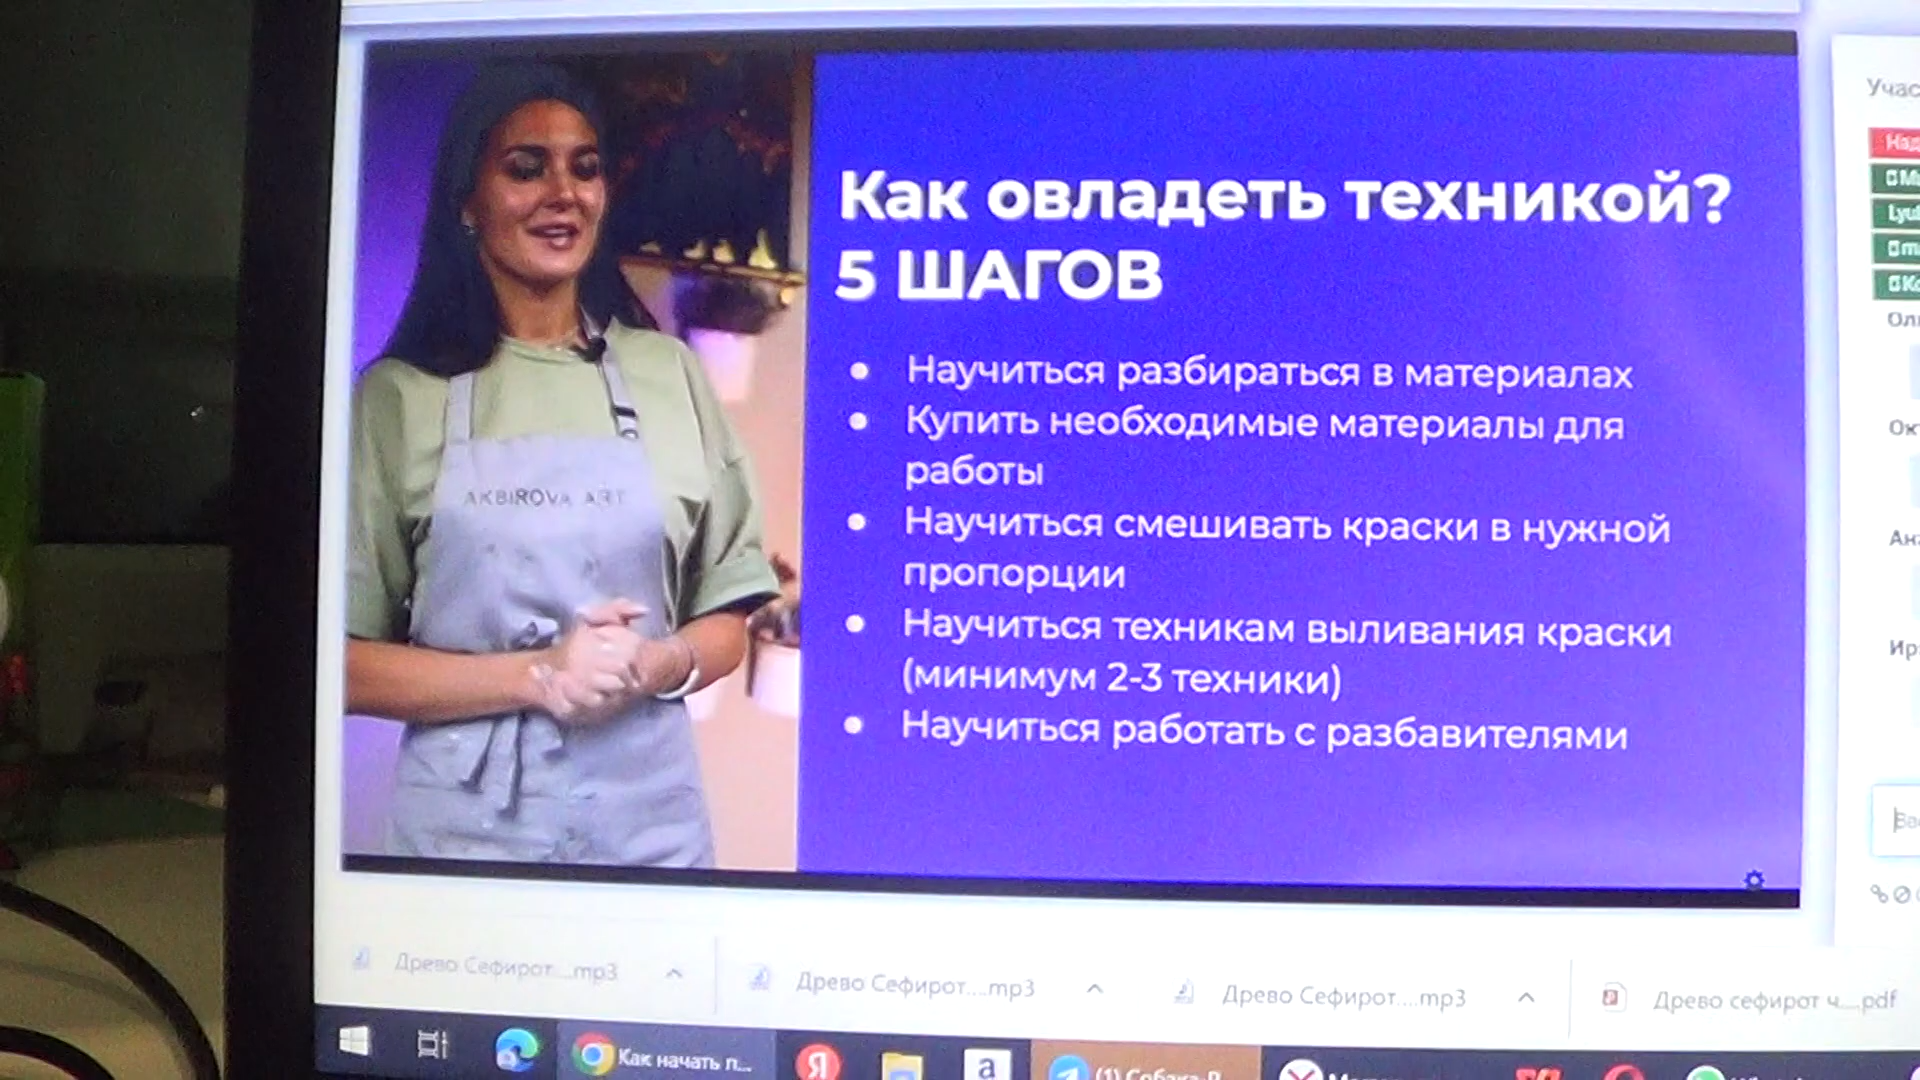 Как овладеть техникой?
5 ШАГОВ
● Научиться разбираться в материалах
● Купить необходимые материалы для
работы
● Научиться смешивать краски в нужной
пропорции
● Научиться техникам выливания краски
(минимум 2-3 техники)
● Научиться работать с разбавителями
AKBIROVA ART
Древо Сефирот....mp3
Древо Сефирот....mp3
Древо Сефирот....mp3
Древо сефирот ч....pdf
Как начать п...
a
Я
(1) Собака